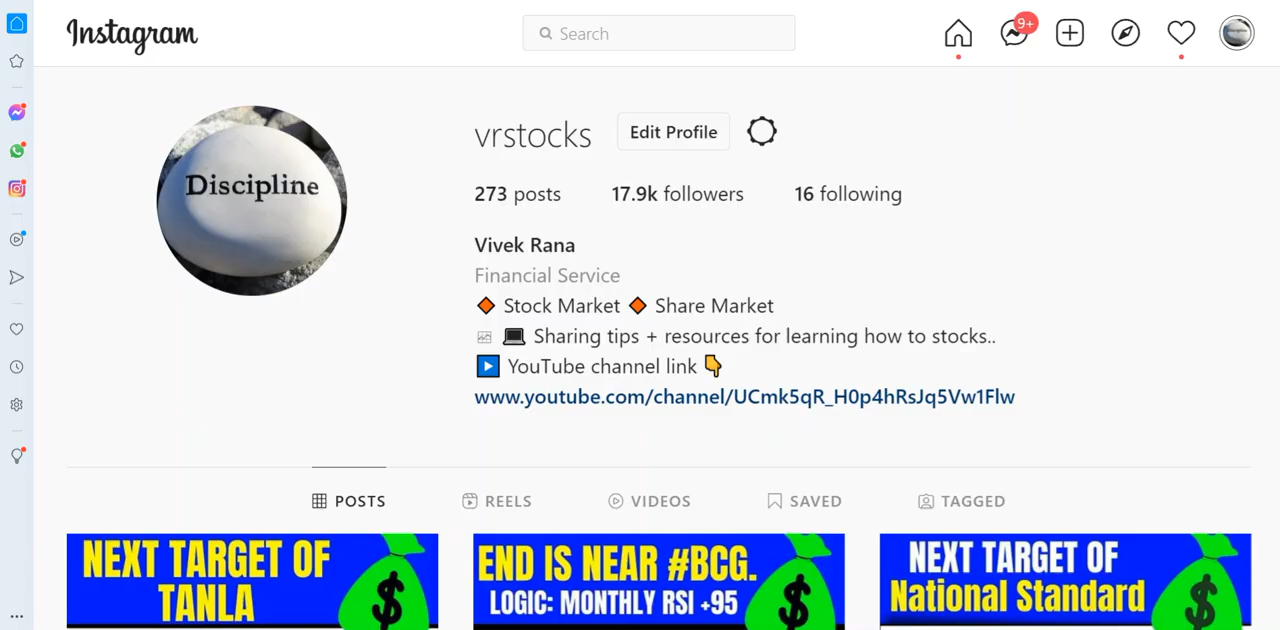 Instagram
Search
9+
Discipline
vrstocks
Edit Profile
273 posts 17.9k followers 16 following
Vivek Rana
Financial Service
🔶 Stock Market 🔶 Share Market
💻 Sharing tips + resources for learning how to stocks..
▶️ YouTube channel link 👇
www.youtube.com/channel/UCmk5qR_H0p4hRsJq5Vw1Flw
POSTS REELS VIDEOS SAVED TAGGED
NEXT TARGET OF
TANLA
$
END IS NEAR #BCG.
LOGIC: MONTHLY RSI +95
$
NEXT TARGET OF
National Standard
$